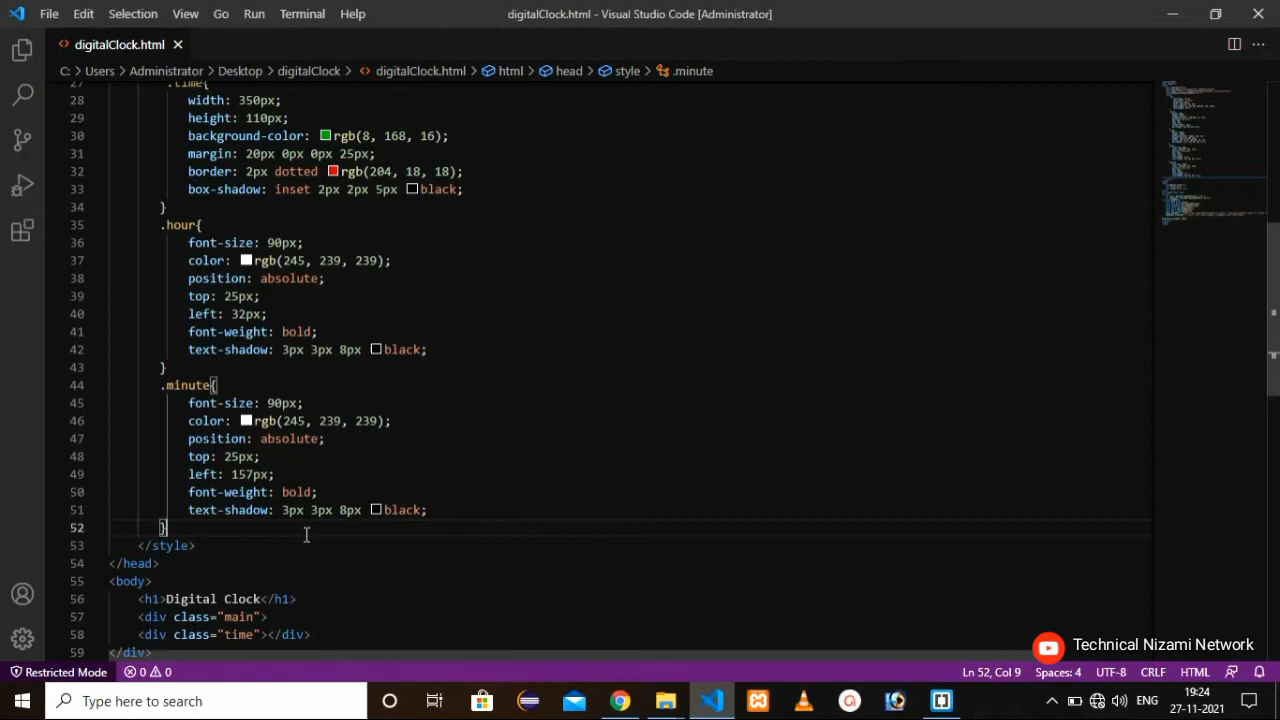 File Edit Selection View Go Run Terminal Help digitalClock.html - Visual Studio Code [Administrator]
digitalClock.html
C: > Users > Administrator > Desktop > digitalClock > digitalClock.html > html > head > style > .minute
27 .time{
28 width: 350px;
29 height: 110px;
30 background-color: rgb(8, 168, 16);
31 margin: 20px 0px 0px 25px;
32 border: 2px dotted rgb(204, 18, 18);
33 box-shadow: inset 2px 2px 5px black;
34 }
35 .hour{
36 font-size: 90px;
37 color: rgb(245, 239, 239);
38 position: absolute;
39 top: 25px;
40 left: 32px;
41 font-weight: bold;
42 text-shadow: 3px 3px 8px black;
43 }
44 .minute{
45 font-size: 90px;
46 color: rgb(245, 239, 239);
47 position: absolute;
48 top: 25px;
49 left: 157px;
50 font-weight: bold;
51 text-shadow: 3px 3px 8px black;
52 }
53 </style>
54 </head>
55 <body>
56 <h1>Digital Clock</h1>
57 <div class="main">
58 <div class="time"></div>
59 </div>
Technical Nizami Network
Restricted Mode 0 0 Ln 52, Col 9 Spaces: 4 UTF-8 CRLF HTML
Type here to search ENG 19:24
27-11-2021